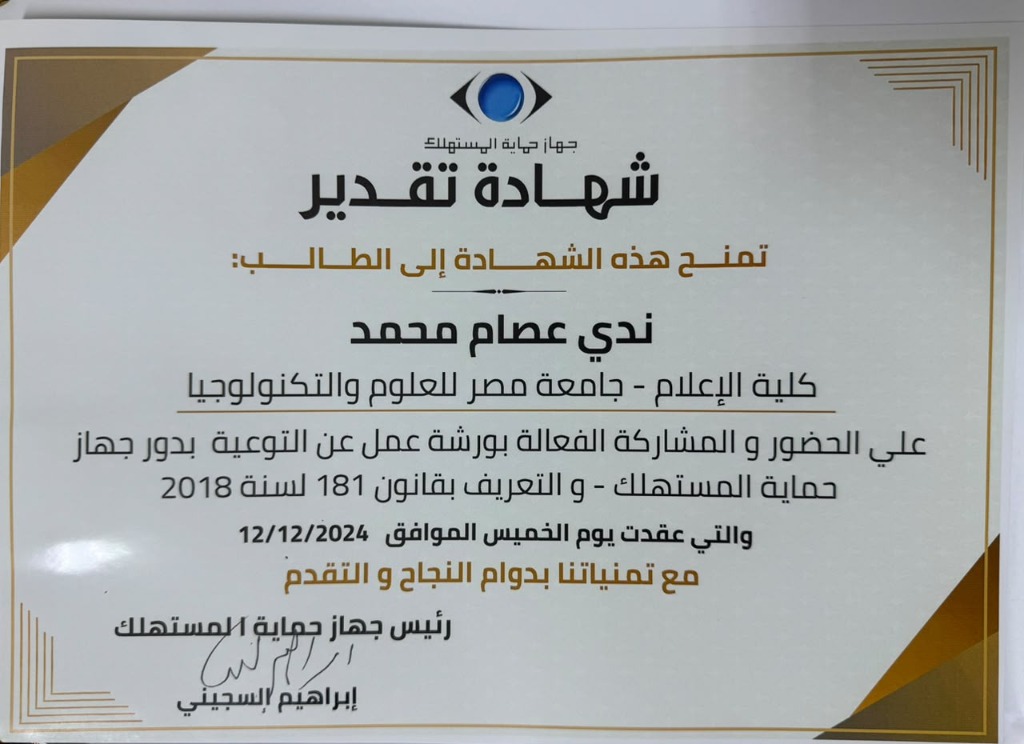 جهاز حماية المستهلك
شهادة تقدير
تمنح هذه الشهادة إلى الطالب:
ندي عصام محمد
كلية الإعلام - جامعة مصر للعلوم والتكنولوجيا
علي الحضور و المشاركة الفعالة بورشة عمل عن التوعية بدور جهاز
حماية المستهلك - و التعريف بقانون 181 لسنة 2018
والتي عقدت يوم الخميس الموافق 12/12/2024
مع تمنياتنا بدوام النجاح و التقدم
رئيس جهاز حماية المستهلك
إبراهيم السجيني